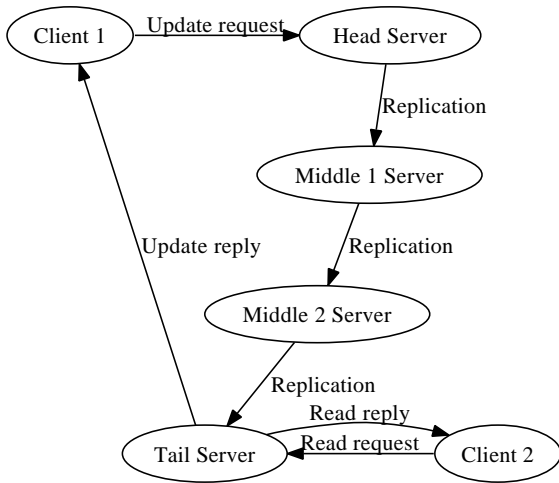 Client 1
Update request
Head Server
Replication
Middle 1 Server
Update reply
Replication
Middle 2 Server
Replication
Read reply
Tail Server
Read request
Client 2